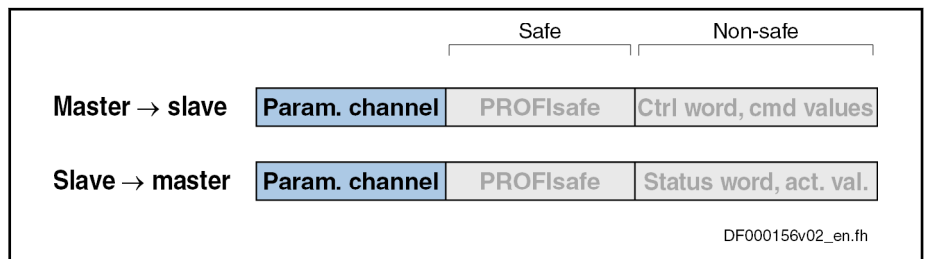 Safe Non-safe
Master → slave Param. channel PROFIsafe Ctrl word, cmd values
Slave → master Param. channel PROFIsafe Status word, act. val.
DF000156v02_en.fh